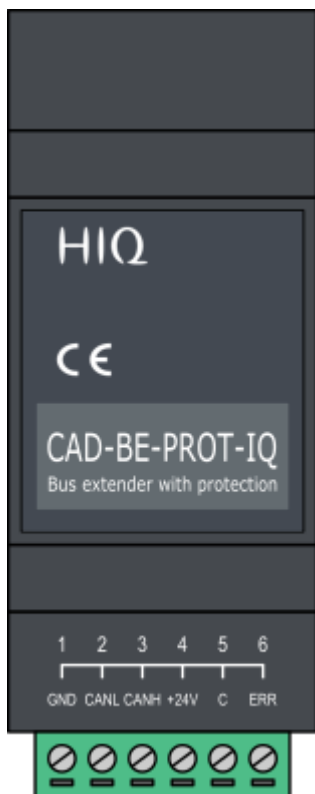 HIQ
CE
CAD-BE-PROT-IQ
Bus extender with protection
1 2 3 4 5 6
GND CANL CANH +24V C ERR